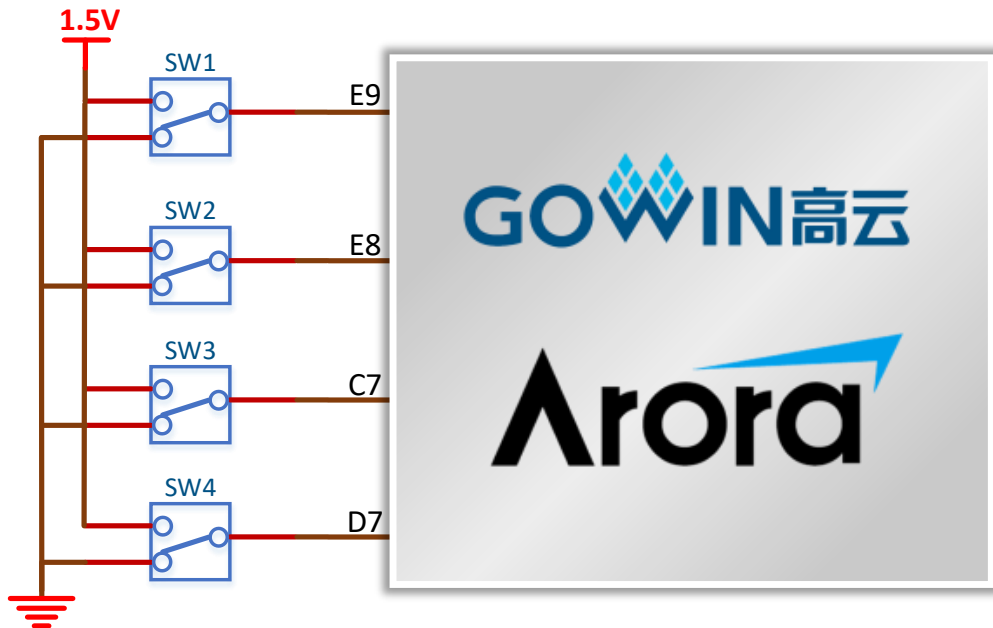 1.5V
SW1
E9
SW2
E8
SW3
C7
SW4
D7
GOWIN高云
Arora